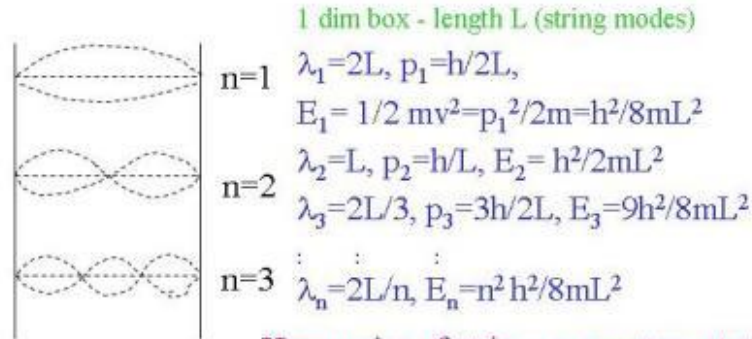 1 dim box - length L (string modes)
n=1 λ₁=2L, p₁=h/2L,
E₁= 1/2 mv²=p₁²/2m=h²/8mL²
n=2 λ₂=L, p₂=h/L, E₂= h²/2mL²
λ₃=2L/3, p₃=3h/2L, E₃=9h²/8mL²
: : :
n=3 λₙ=2L/n, Eₙ=n²h²/8mL²